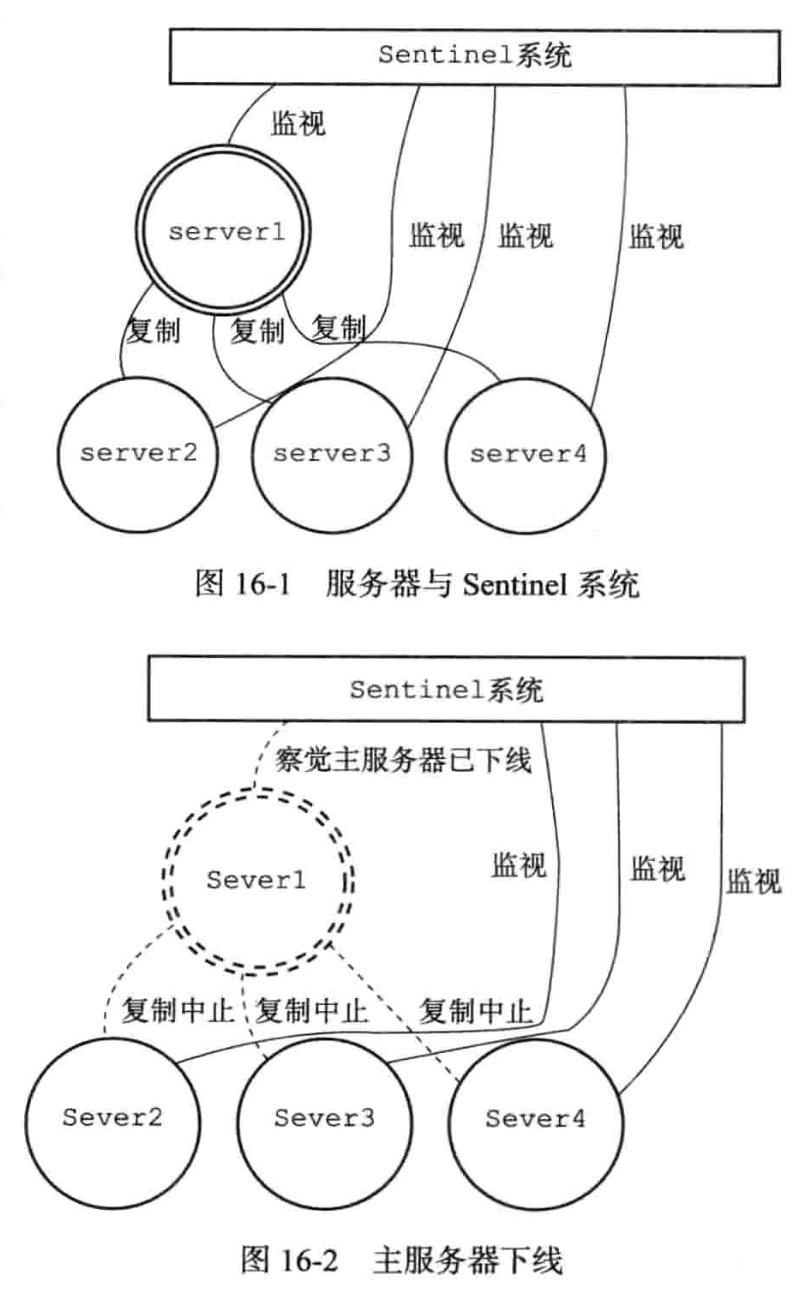 Sentinel系统
监视
server1
监视 监视 监视
复制 复制 复制
server2 server3 server4
图 16-1 服务器与 Sentinel 系统
Sentinel系统
察觉主服务器已下线
Sever1
监视 监视 监视
复制中止 复制中止 复制中止
Sever2 Sever3 Sever4
图 16-2 主服务器下线